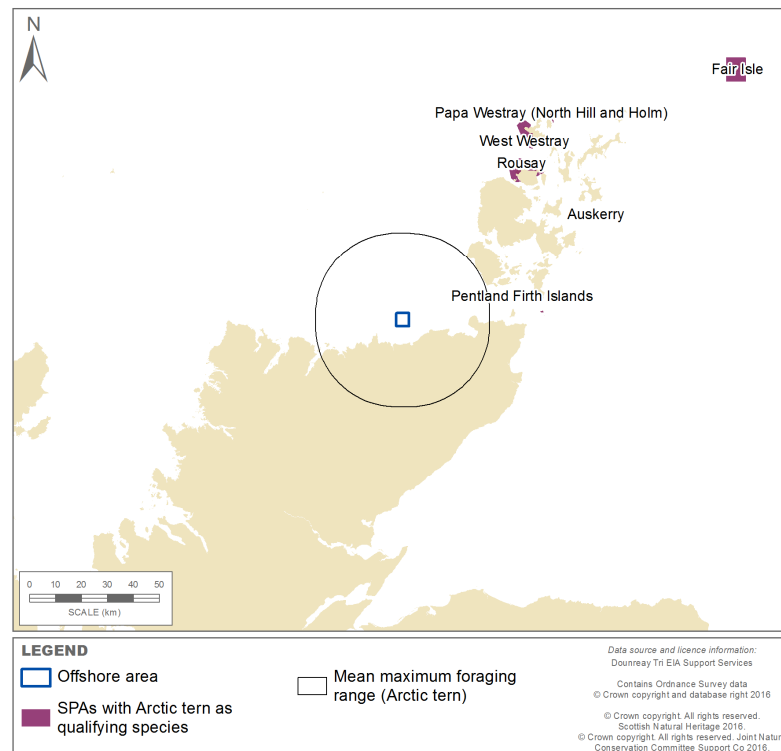 N
Fair Isle
Papa Westray (North Hill and Holm)
West Westray
Rousay
Auskerry
Pentland Firth Islands
0 10 20 30 40 50
SCALE (km)
LEGEND
Offshore area
SPAs with Arctic tern as
qualifying species
Mean maximum foraging
range (Arctic tern)
Data source and licence information:
Dounreay Tri EIA Support Services
Contains Ordnance Survey data
© Crown copyright and database right 2016
© Crown copyright. All rights reserved.
Scottish Natural Heritage 2016.
© Crown copyright. All rights reserved. Joint Natur
Conservation Committee Support Co 2016.